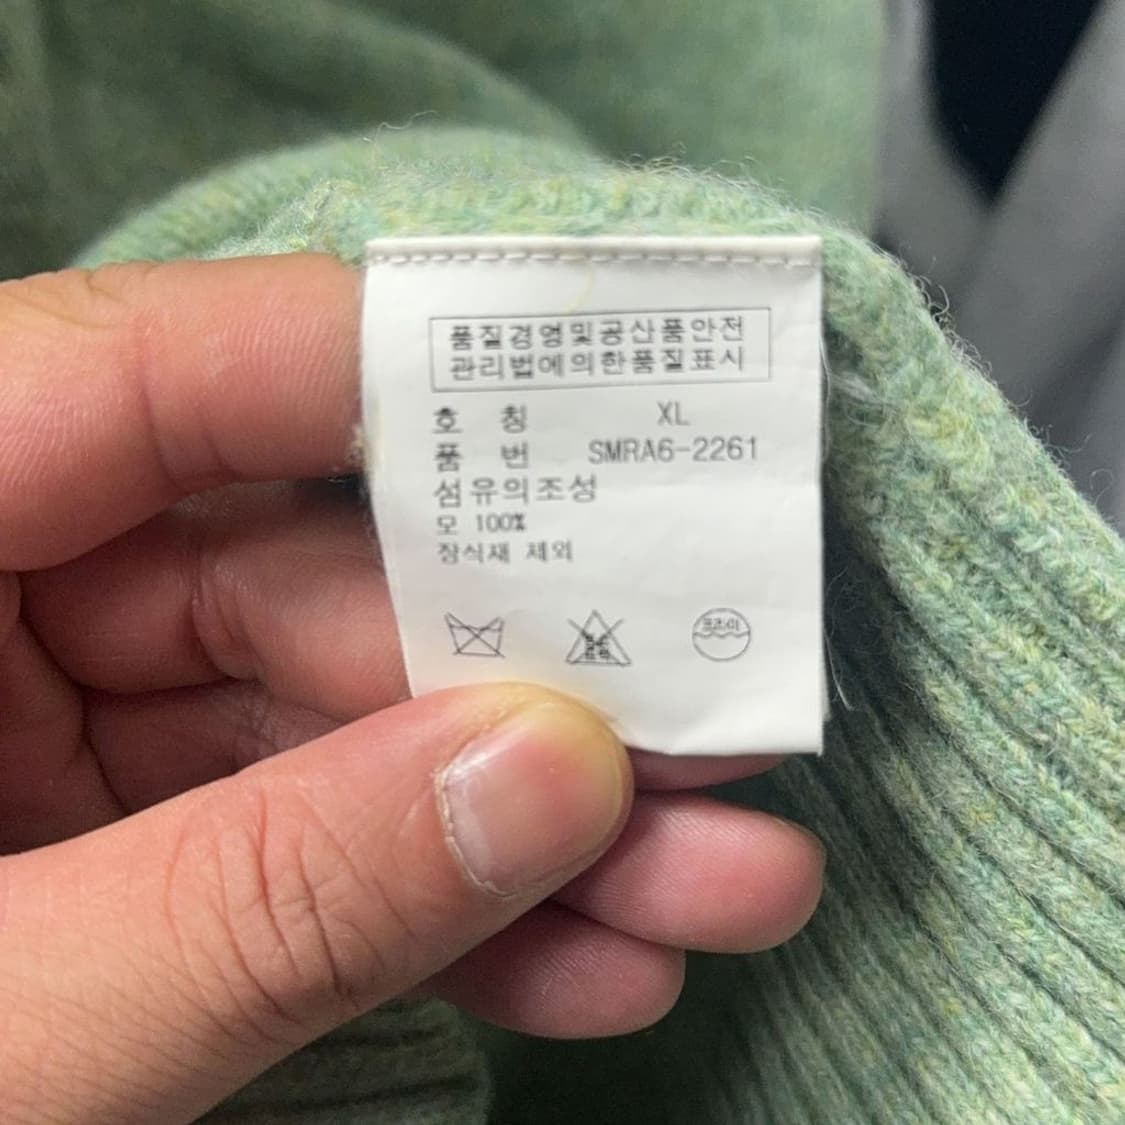 품질경영및공산품안전
관리법에의한품질표시
호 칭 XL
품 번 SMRA6-2261
섬유의조성
모 100%
장식재 제외
드라이